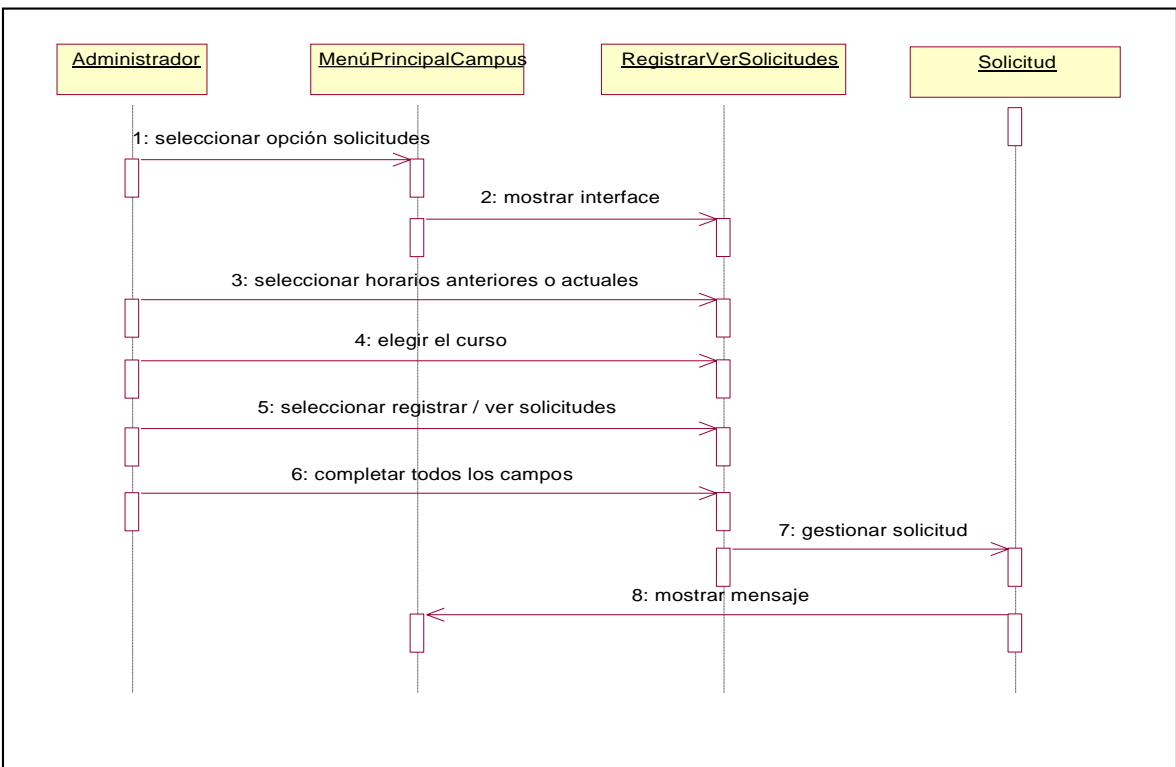 Administrador
MenúPrincipalCampus
RegistrarVerSolicitudes
Solicitud
1: seleccionar opción solicitudes
2: mostrar interface
3: seleccionar horarios anteriores o actuales
4: elegir el curso
5: seleccionar registrar / ver solicitudes
6: completar todos los campos
7: gestionar solicitud
8: mostrar mensaje